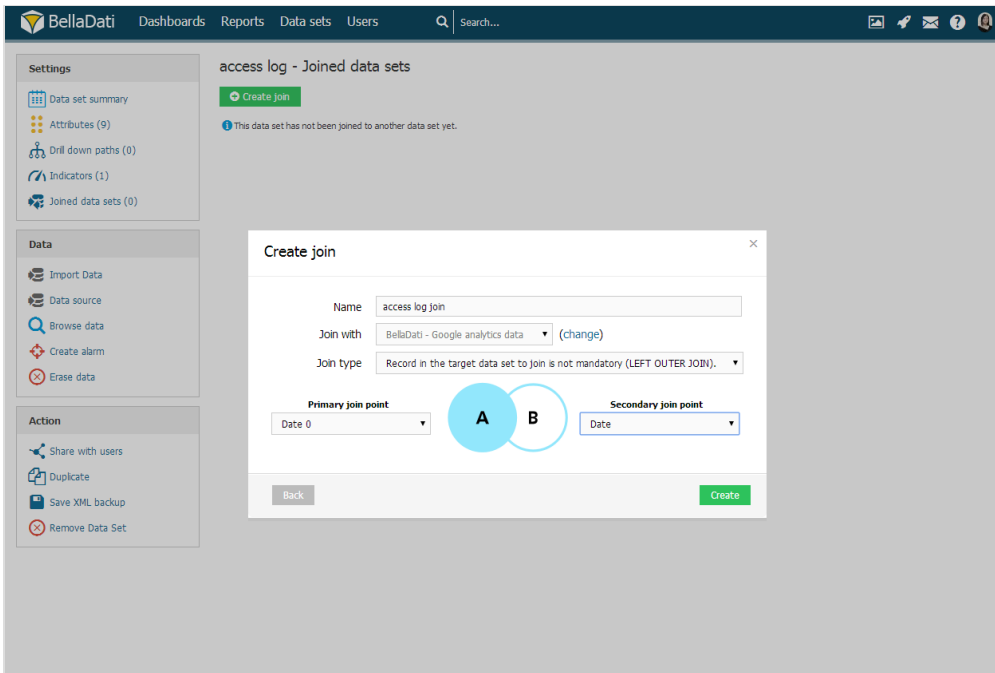 BellaDati Dashboards Reports Data sets Users Search...
Settings
Data set summary
Attributes (9)
Drill down paths (0)
Indicators (1)
Joined data sets (0)
Data
Import Data
Data source
Browse data
Create alarm
Erase data
Action
Share with users
Duplicate
Save XML backup
Remove Data Set
access log - Joined data sets
Create join
This data set has not been joined to another data set yet.
Create join
Name access log join
Join with BellaDati - Google analytics data (change)
Join type Record in the target data set to join is not mandatory (LEFT OUTER JOIN).
Primary join point
Date 0
A B
Secondary join point
Date
Back Create